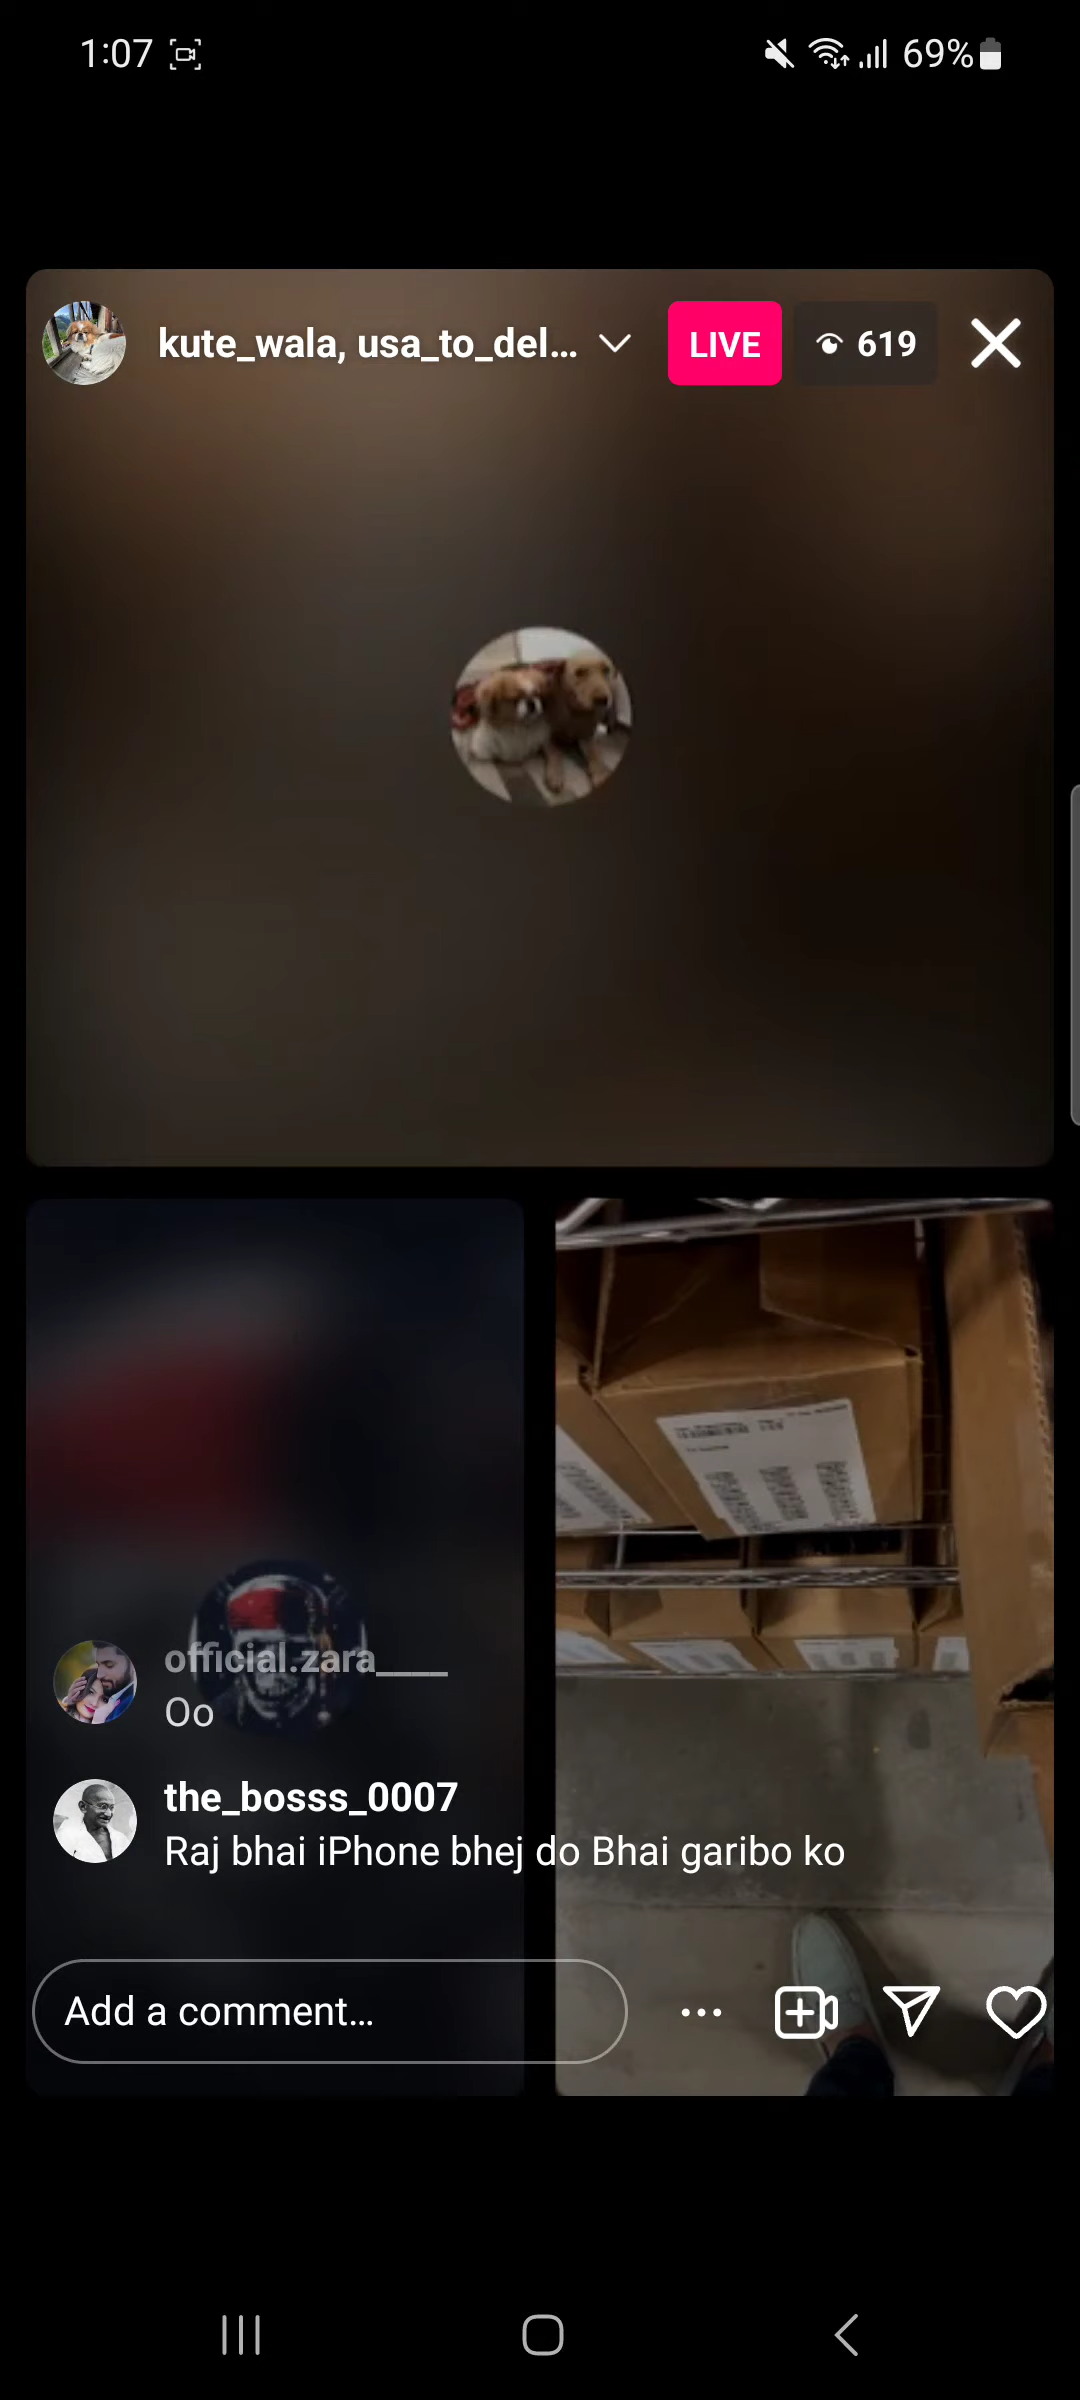 1:07
69%
kute_wala, usa_to_del...
LIVE
619
official.zara____
Oo
the_bosss_0007
Raj bhai iPhone bhej do Bhai garibo ko
Add a comment...